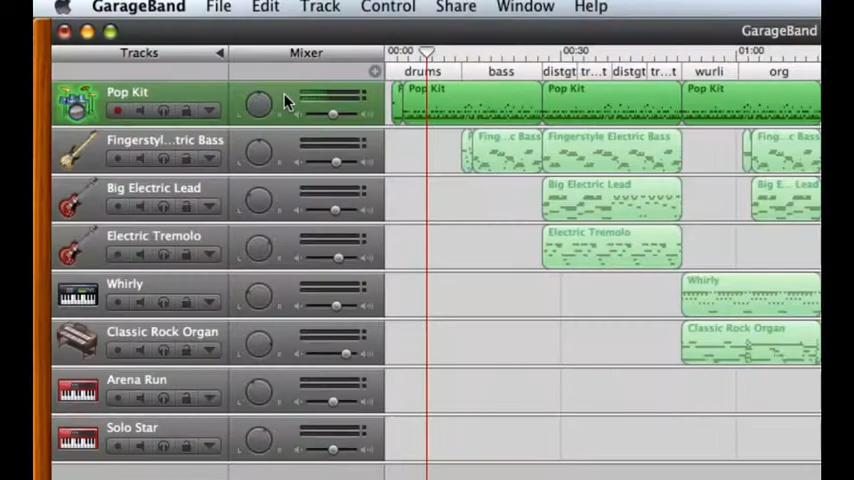 GarageBand File Edit Track Control Share Window Help
GarageBand
Tracks Mixer 00:00 00:30 01:00
drums bass distgt tr...t distgt tr...t wurli org
Pop Kit Pop Kit Pop Kit Pop Kit
Fingerstyl...tric Bass Fing...c Bass Fingerstyle Electric Bass Fing...c Bass
Big Electric Lead Big Electric Lead Big E... Lead
Electric Tremolo Electric Tremolo
Whirly Whirly
Classic Rock Organ Classic Rock Organ
Arena Run
Solo Star